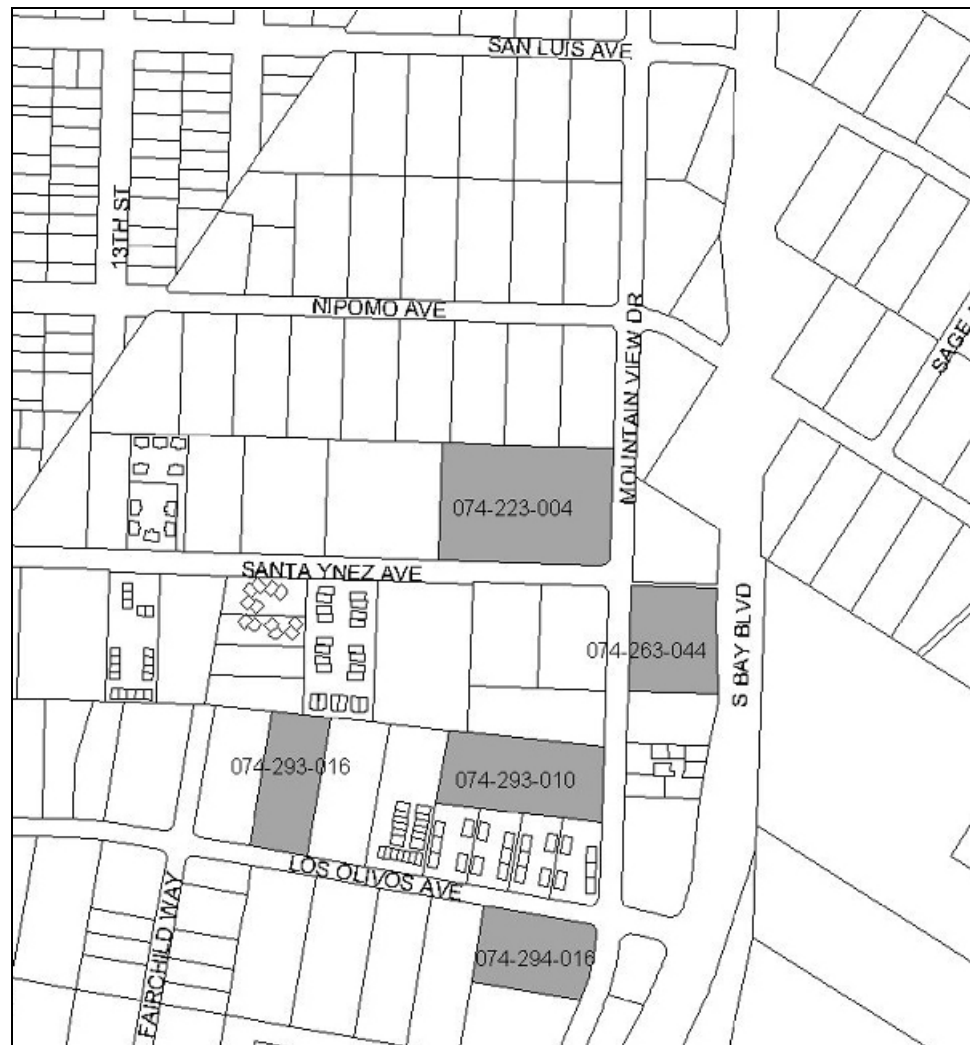 SAN LUIS AVE
13TH ST
NIPOMO AVE
MOUNTAIN VIEW DR
074-223-004
SANTA YNEZ AVE
074-263-044
S BAY BLVD
074-293-016
074-293-010
LOS OLIVOS AVE
FAIRCHILD WAY
074-294-016
SAGE